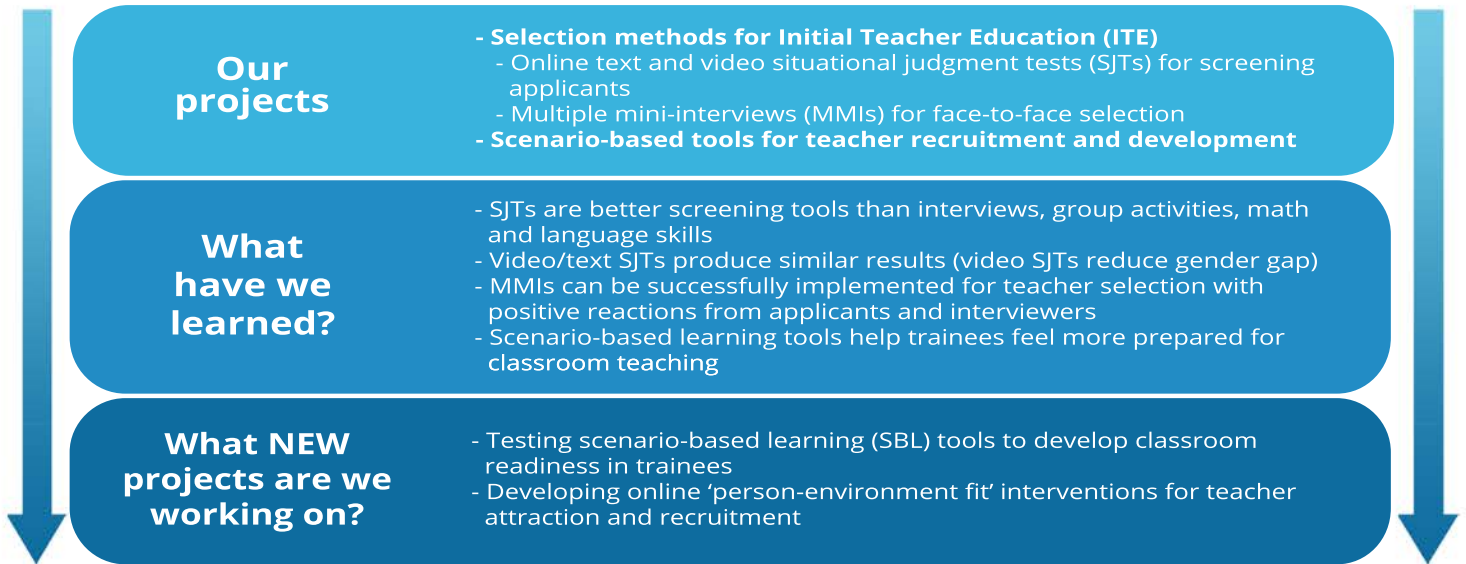 Our
projects
- Selection methods for Initial Teacher Education (ITE)
- Online text and video situational judgment tests (SJTs) for screening
applicants
- Multiple mini-interviews (MMIs) for face-to-face selection
- Scenario-based tools for teacher recruitment and development
What
have we
learned?
- SJTs are better screening tools than interviews, group activities, math
and language skills
- Video/text SJTs produce similar results (video SJTs reduce gender gap)
- MMIs can be successfully implemented for teacher selection with
positive reactions from applicants and interviewers
- Scenario-based learning tools help trainees feel more prepared for
classroom teaching
What NEW
projects are we
working on?
- Testing scenario-based learning (SBL) tools to develop classroom
readiness in trainees
- Developing online ‘person-environment fit’ interventions for teacher
attraction and recruitment